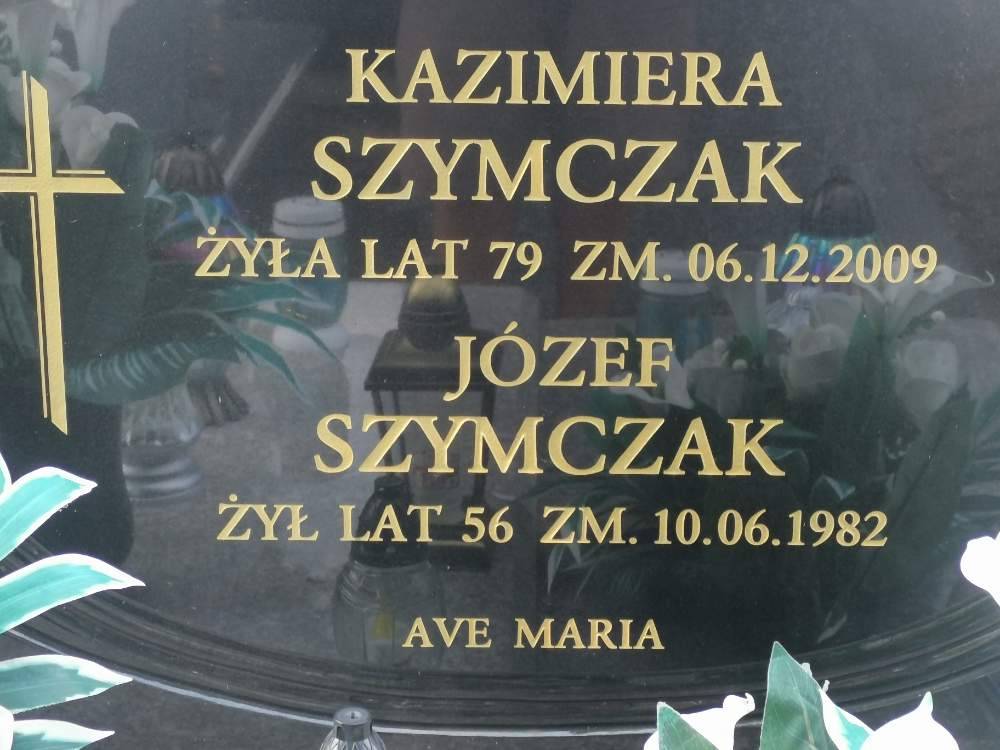 KAZIMIERA
SZYMCZAK
ŻYŁA LAT 79 ZM. 06.12.2009
JÓZEF
SZYMCZAK
ŻYŁ LAT 56 ZM. 10.06.1982
AVE MARIA